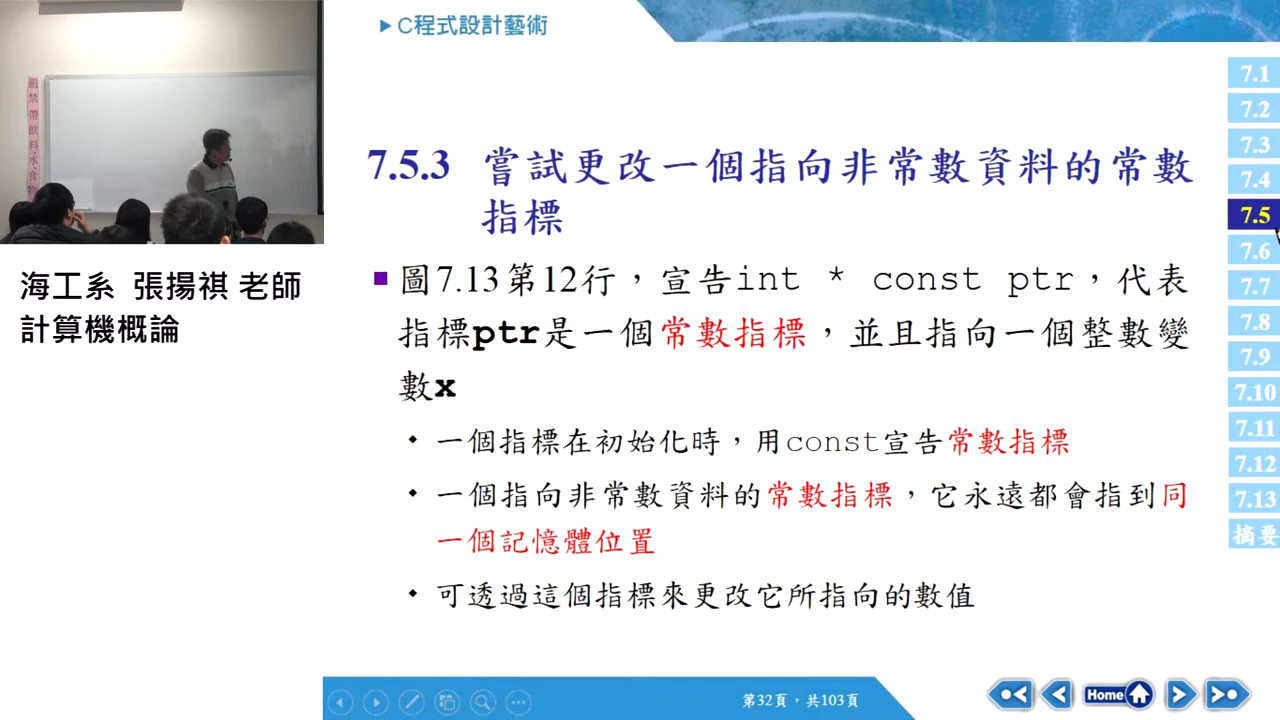 C程式設計藝術
嚴禁帶飲料水,食物
海工系 張揚祺 老師
計算機概論
7.5.3 嘗試更改一個指向非常數資料的常數
指標
圖7.13第12行，宣告int * const ptr，代表
指標ptr是一個常數指標，並且指向一個整數變
數x
一個指標在初始化時，用const宣告常數指標
一個指向非常數資料的常數指標，它永遠都會指到同
一個記憶體位置
可透過這個指標來更改它所指向的數值
7.1
7.2
7.3
7.4
7.5
7.6
7.7
7.8
7.9
7.10
7.11
7.12
7.13
摘要
第32頁，共103頁
Home